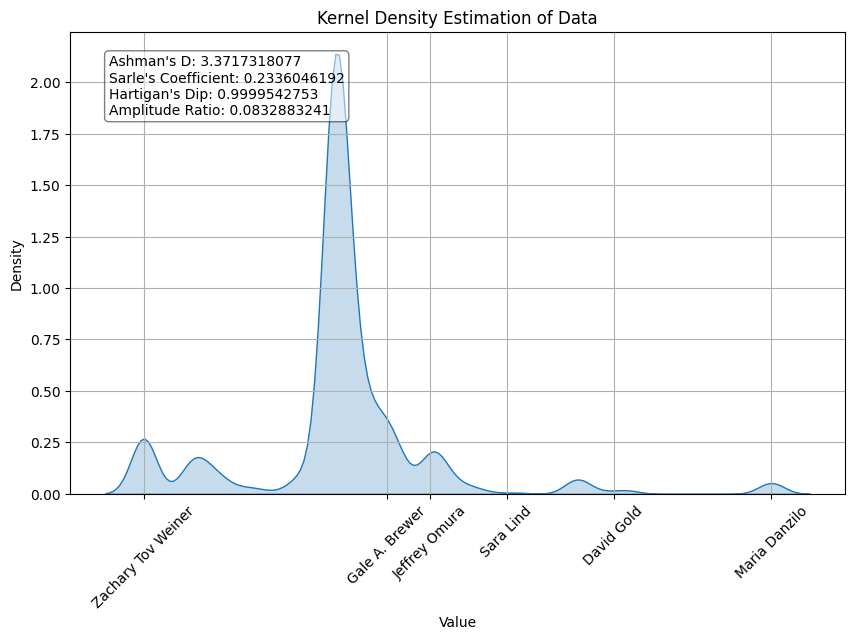 Kernel Density Estimation of Data
Ashman's D: 3.3717318077
Sarle's Coefficient: 0.2336046192
Hartigan's Dip: 0.9999542753
Amplitude Ratio: 0.0832883241
Density
2.00
1.75
1.50
1.25
1.00
0.75
0.50
0.25
0.00
Zachary Tov Weiner
Gale A. Brewer
Jeffrey Omura
Sara Lind
David Gold
Maria Danzilo
Value